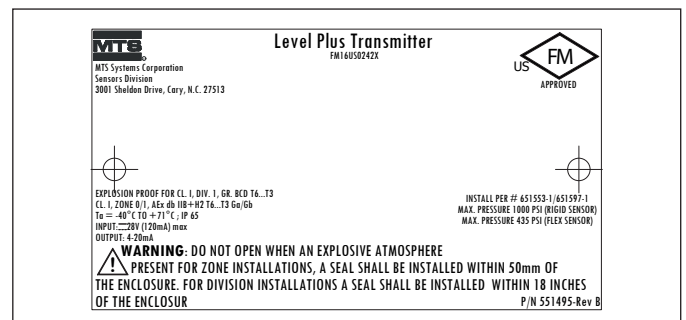 MTS
Level Plus Transmitter
FM16US0242X
MTS Systems Corporation
Sensors Division
3001 Sheldon Drive, Cary, N.C. 27513
US FM
APPROVED
EXPLOSION PROOF FOR CL. I, DIV. 1, GR. BCD T6...T3
CL. I, ZONE 0/1, AEx db IIB+H2 T6...T3 Ga/Gb
Ta = -40°C TO +71°C ; IP 65
INPUT:⎓28V (120mA) max
OUTPUT: 4-20mA
INSTALL PER # 651553-1/651597-1
MAX. PRESSURE 1000 PSI (RIGID SENSOR)
MAX. PRESSURE 435 PSI (FLEX SENSOR)
WARNING: DO NOT OPEN WHEN AN EXPLOSIVE ATMOSPHERE
PRESENT FOR ZONE INSTALLATIONS, A SEAL SHALL BE INSTALLED WITHIN 50mm OF
THE ENCLOSURE. FOR DIVISION INSTALLATIONS A SEAL SHALL BE INSTALLED WITHIN 18 INCHES
OF THE ENCLOSUR
P/N 551495-Rev B